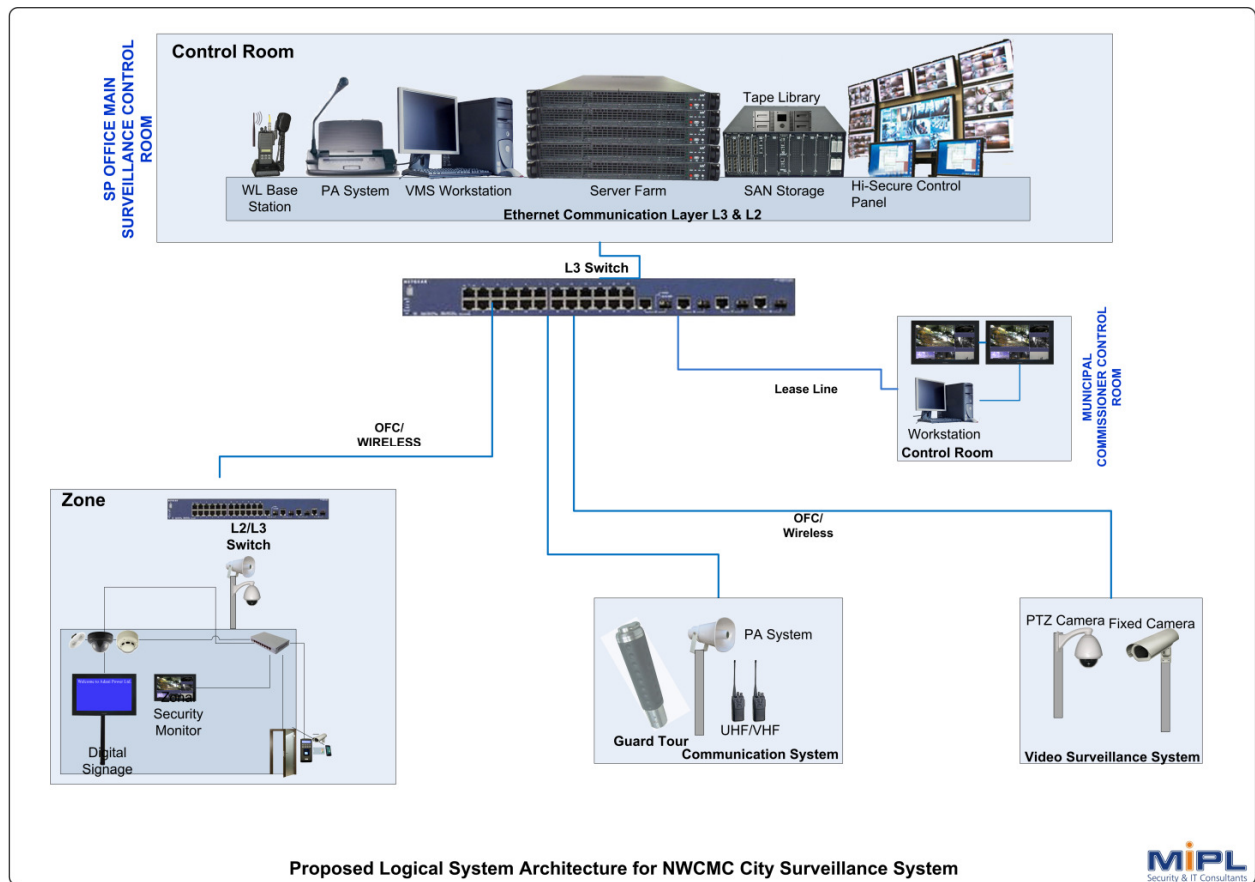 SP OFFICE MAIN
SURVEILLANCE CONTROL
ROOM
Control Room
WL Base
Station
PA System
VMS Workstation
Server Farm
Tape Library
SAN Storage
Hi-Secure Control
Panel
Ethernet Communication Layer L3 & L2
L3 Switch
NETGEAR
Lease Line
Workstation
Control Room
MUNICIPAL
COMMISSIONER CONTROL
ROOM
OFC/
WIRELESS
Zone
L2/L3
Switch
Zonal
Security
Monitor
Digital
Signage
OFC/
Wireless
PA System
UHF/VHF
Guard Tour
Communication System
PTZ Camera
Fixed Camera
Video Surveillance System
Proposed Logical System Architecture for NWCMC City Surveillance System
MiPL
Security & IT Consultants